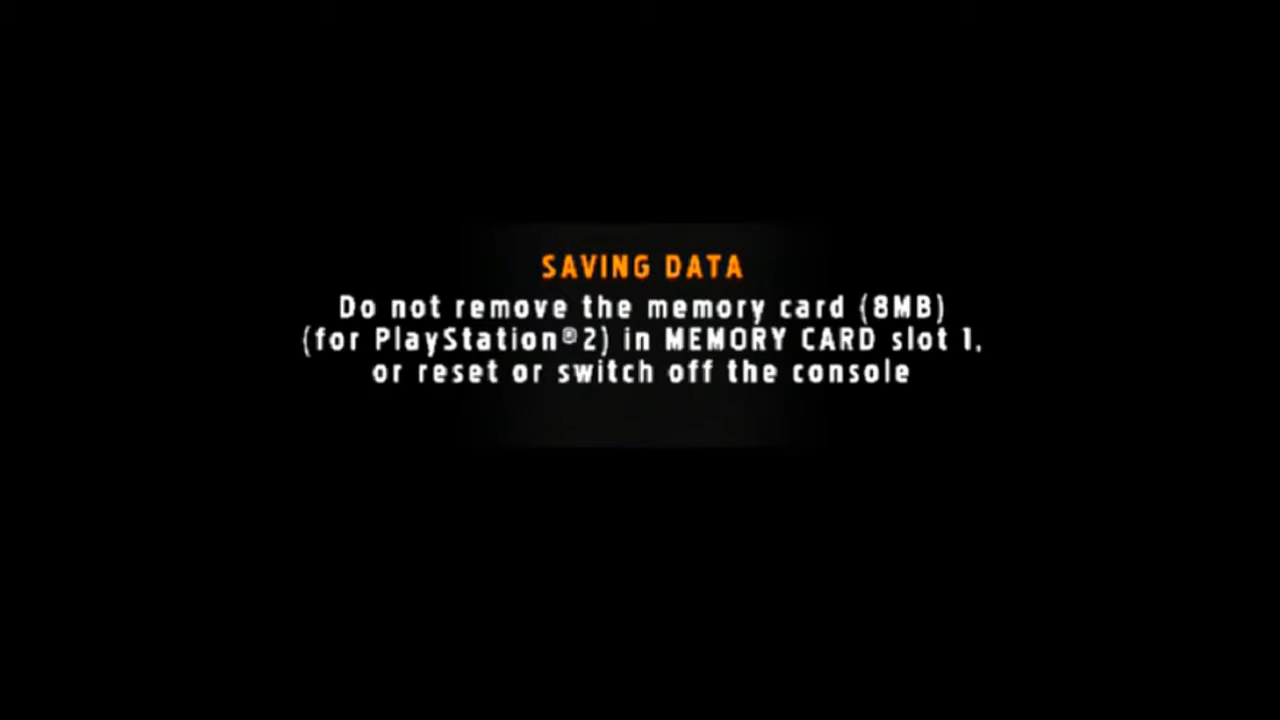 SAVING DATA
Do not remove the memory card (8MB)
(for PlayStation®2) in MEMORY CARD slot 1,
or reset or switch off the console